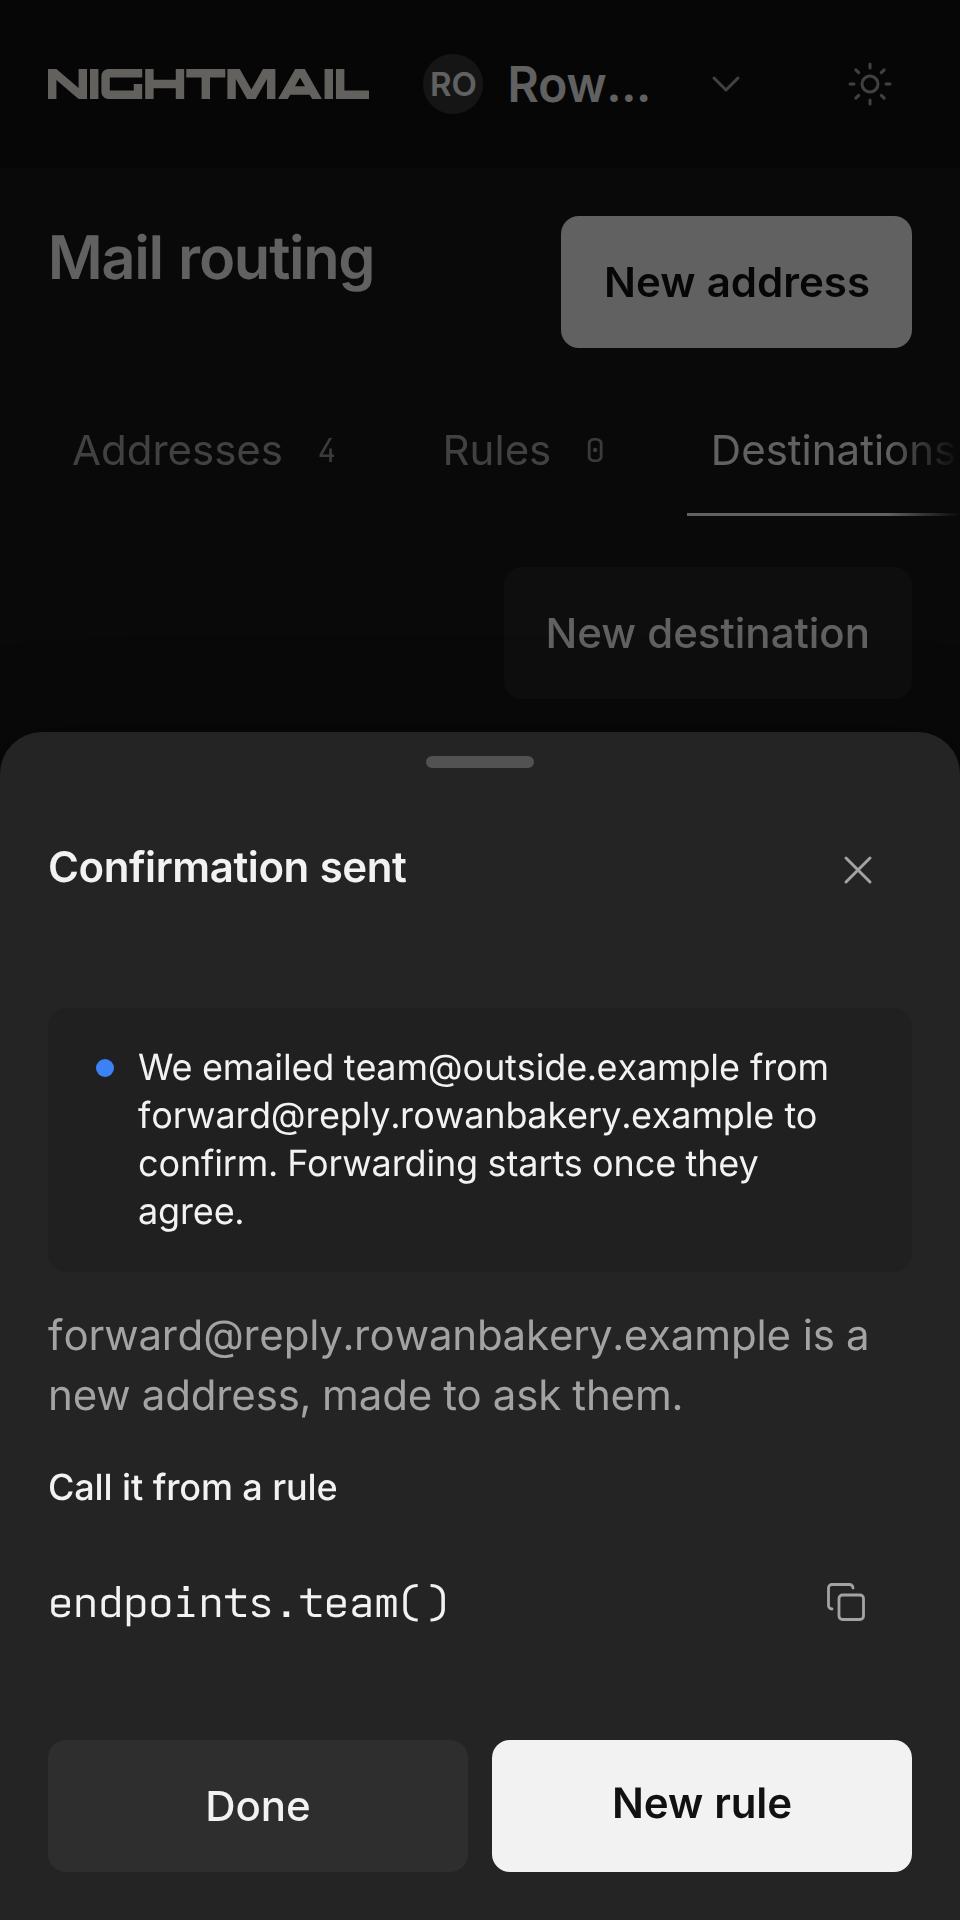 NIGHTMAIL RO Row...
Mail routing New address
Addresses 4 Rules 0 Destinations
New destination
Confirmation sent
We emailed team@outside.example from
forward@reply.rowanbakery.example to
confirm. Forwarding starts once they
agree.
forward@reply.rowanbakery.example is a
new address, made to ask them.
Call it from a rule
endpoints.team()
Done New rule